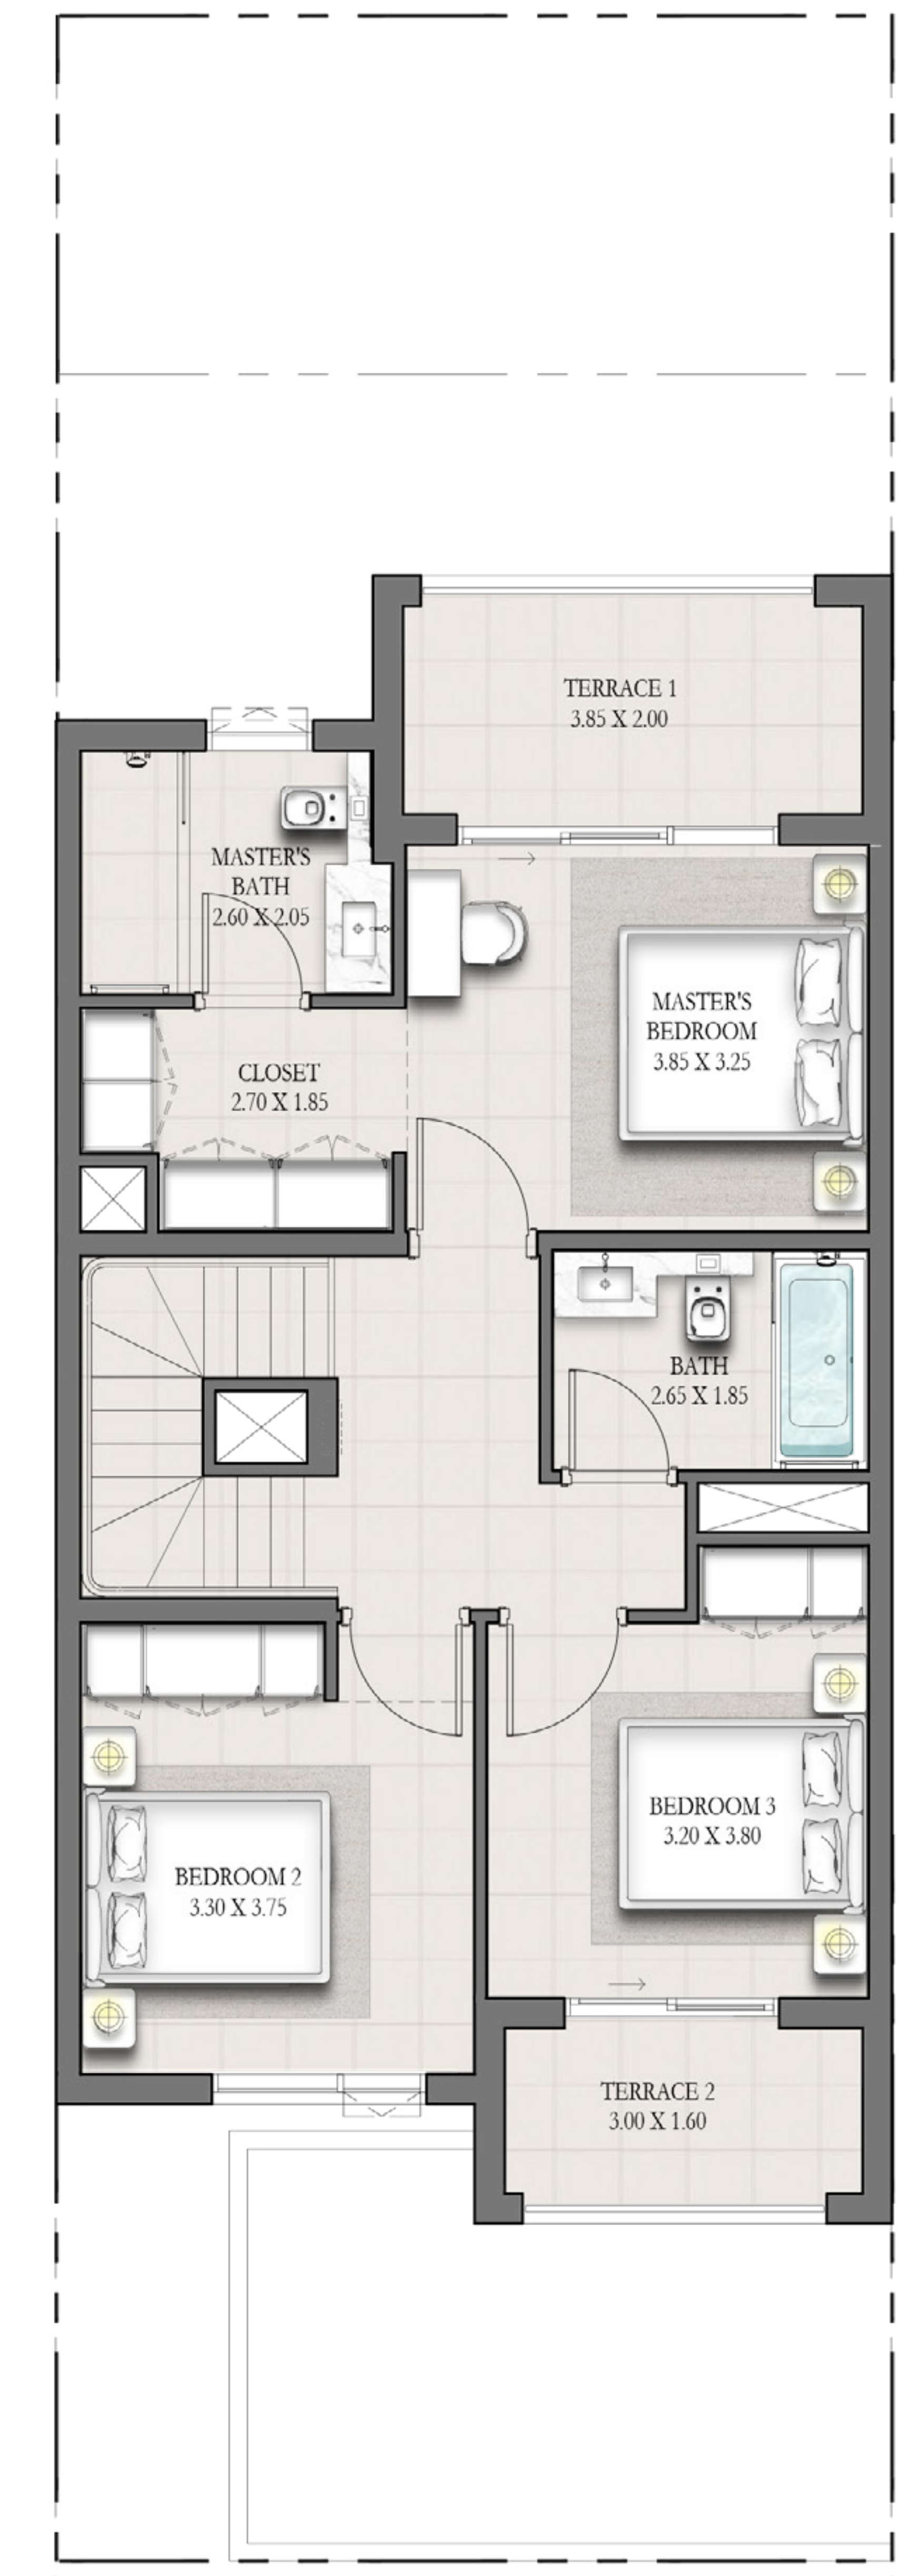 TERRACE 1
3.85 X 2.00
MASTER'S
BATH
2.60 X 2.05
MASTER'S
BEDROOM
3.85 X 3.25
CLOSET
2.70 X 1.85
BATH
2.65 X 1.85
BEDROOM 3
3.20 X 3.80
BEDROOM 2
3.30 X 3.75
TERRACE 2
3.00 X 1.60